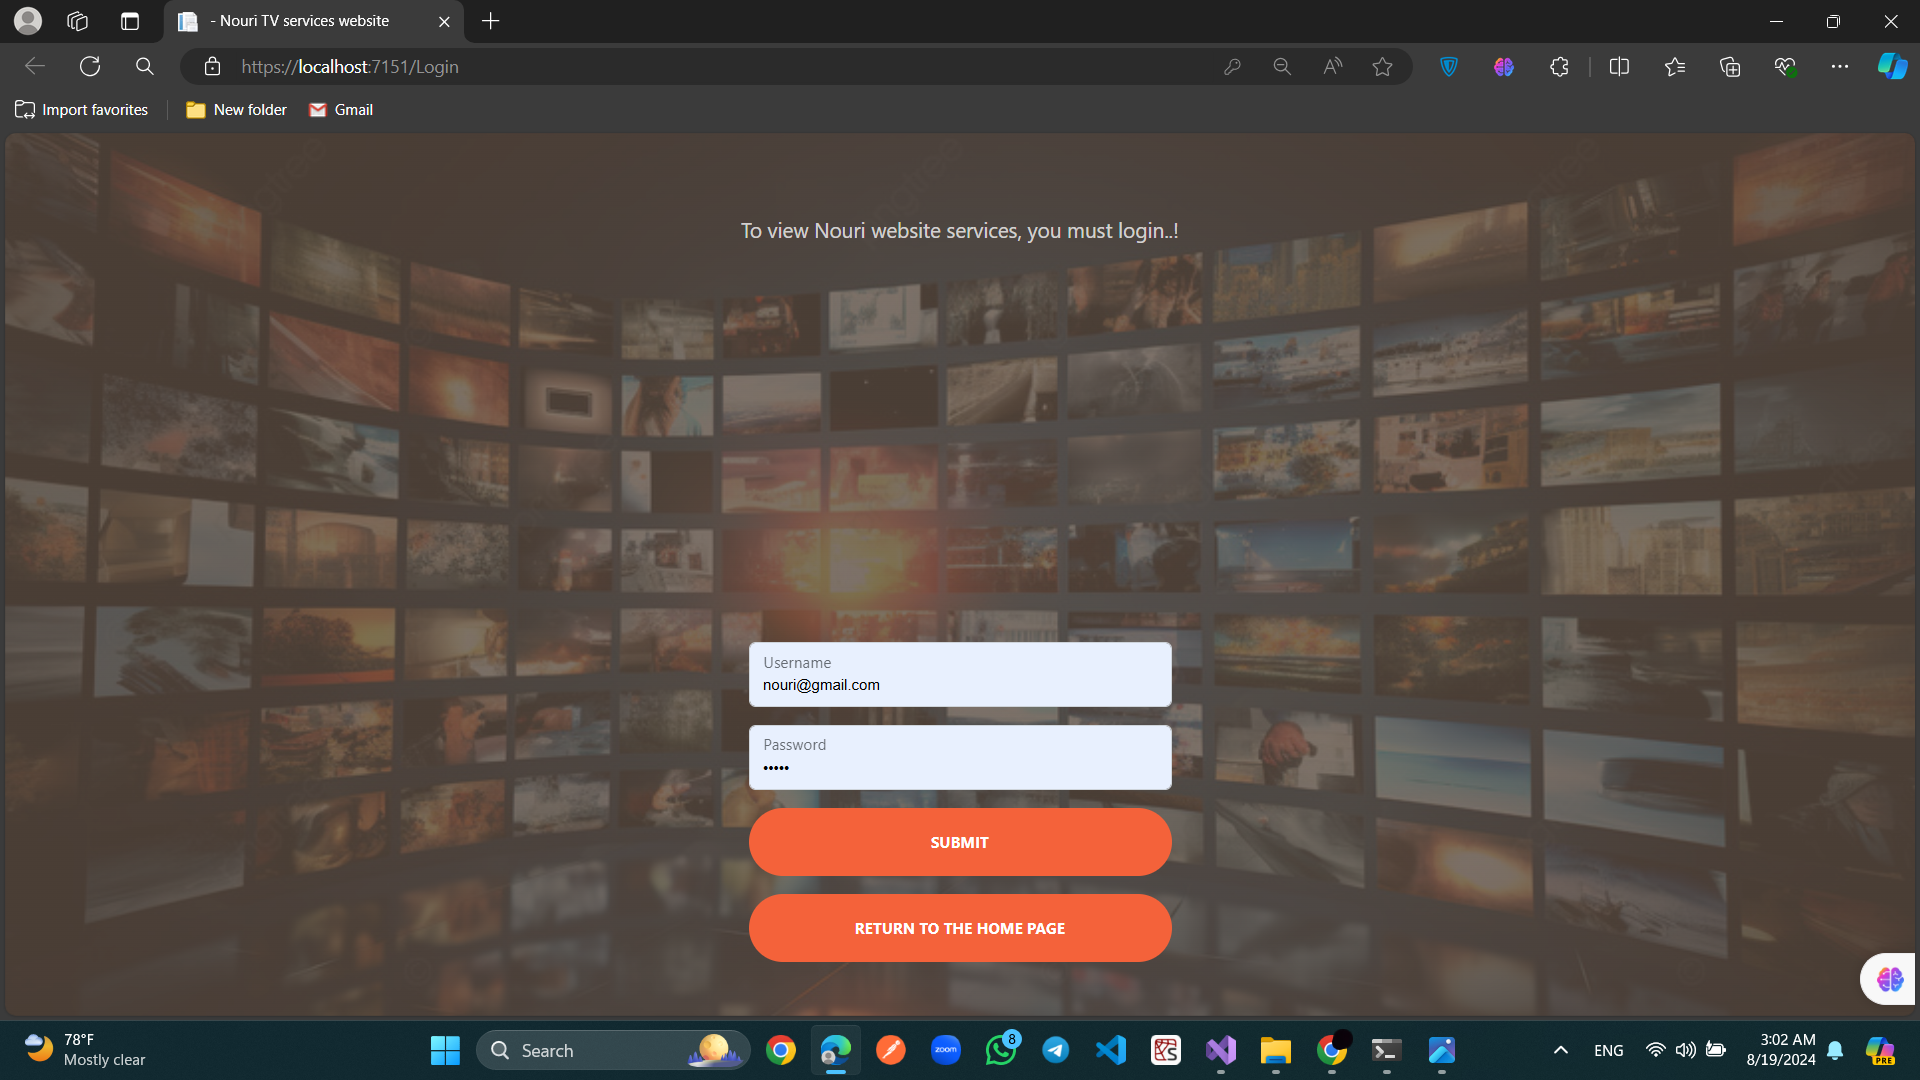 - Nouri TV services website
https://localhost:7151/Login
Import favorites
New folder
Gmail
To view Nouri website services, you must login..!
Username
nouri@gmail.com
Password
•••••
SUBMIT
RETURN TO THE HOME PAGE
78°F
Mostly clear
Search
zoom
8
ENG
3:02 AM
8/19/2024
PRE